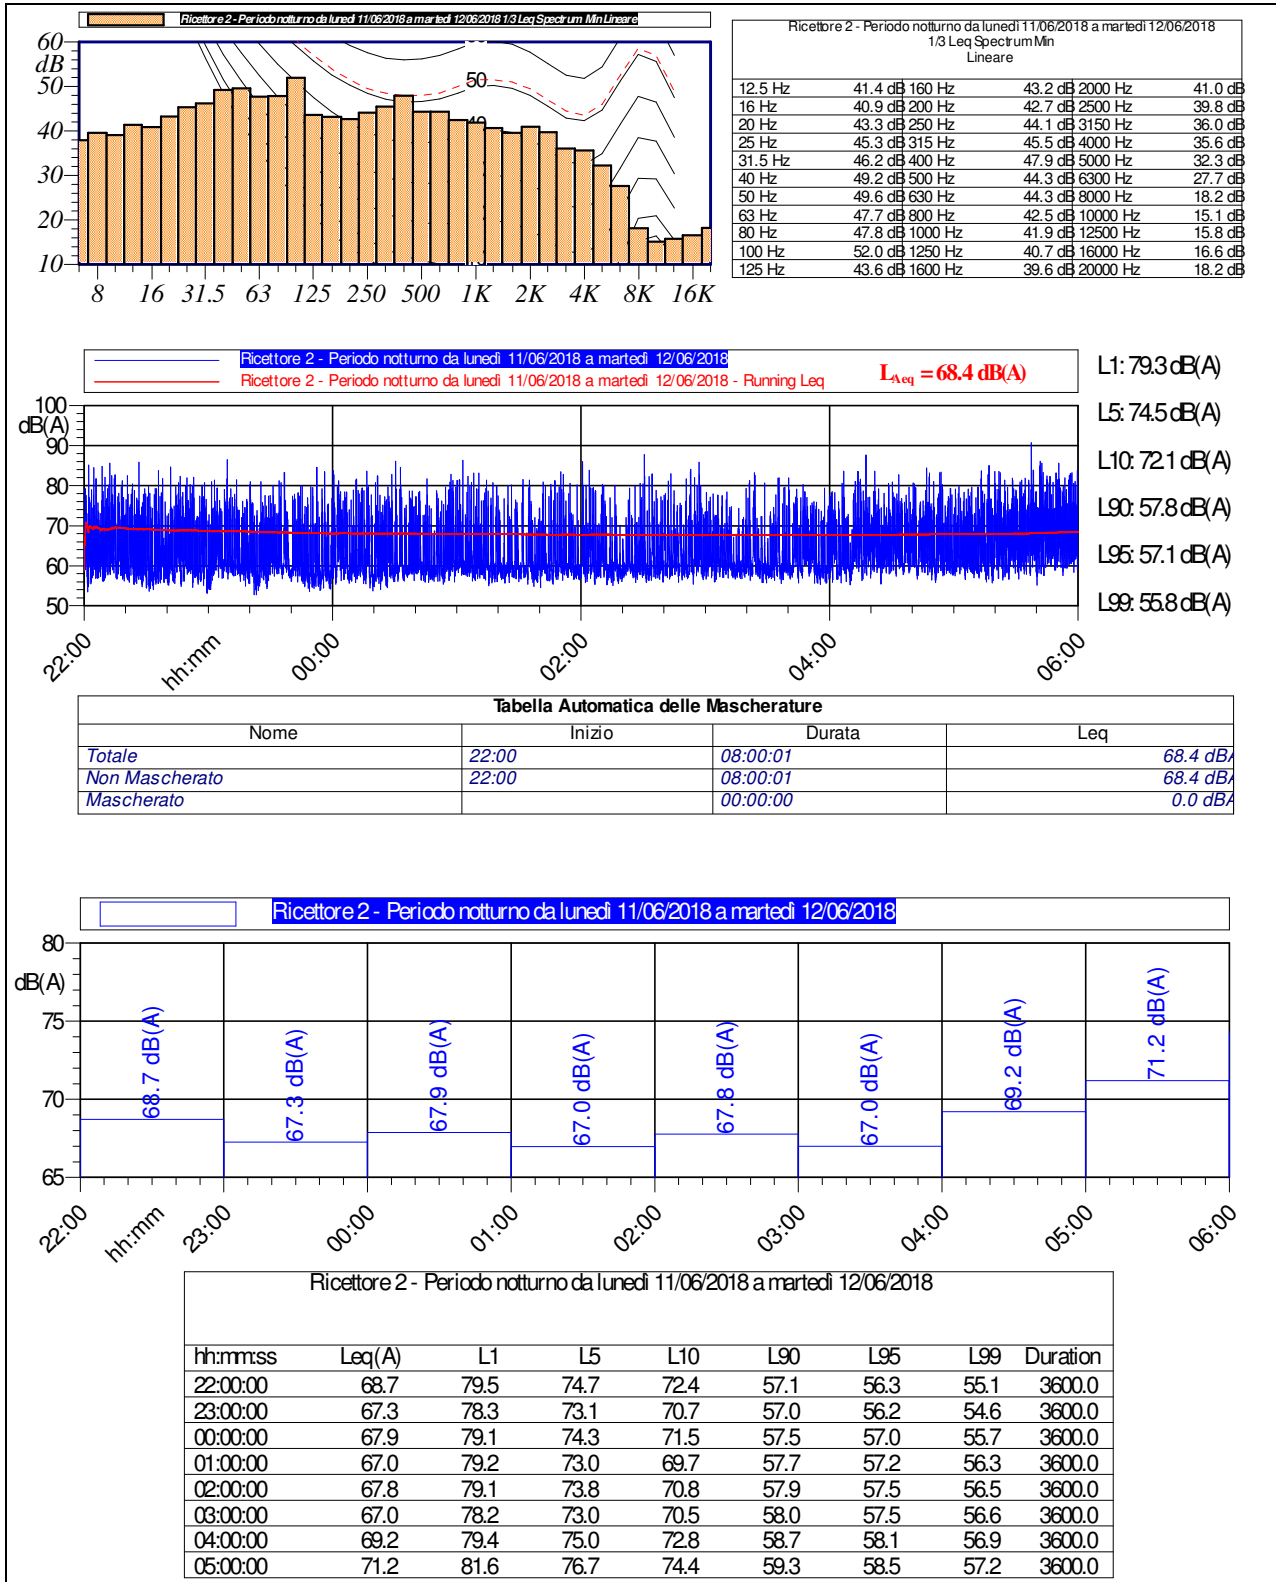 Ricettore 2 - Periodo notturno da lunedì 11/06/2018 a martedì 12/06/2018 1/3 Leq Spectrum Min Lineare
60
dB
50
40
30
20
10
50
8 16 31.5 63 125 250 500 1K 2K 4K 8K 16K
Ricettore 2 - Periodo notturno da lunedì 11/06/2018 a martedì 12/06/2018
1/3 Leq Spectrum Min
Lineare
12.5 Hz 41.4 dB 160 Hz 43.2 dB 2000 Hz 41.0 dB
16 Hz 40.9 dB 200 Hz 42.7 dB 2500 Hz 39.8 dB
20 Hz 43.3 dB 250 Hz 44.1 dB 3150 Hz 36.0 dB
25 Hz 45.3 dB 315 Hz 45.5 dB 4000 Hz 35.6 dB
31.5 Hz 46.2 dB 400 Hz 47.9 dB 5000 Hz 32.3 dB
40 Hz 49.2 dB 500 Hz 44.3 dB 6300 Hz 27.7 dB
50 Hz 49.6 dB 630 Hz 44.3 dB 8000 Hz 18.2 dB
63 Hz 47.7 dB 800 Hz 42.5 dB 10000 Hz 15.1 dB
80 Hz 47.8 dB 1000 Hz 41.9 dB 12500 Hz 15.8 dB
100 Hz 52.0 dB 1250 Hz 40.7 dB 16000 Hz 16.6 dB
125 Hz 43.6 dB 1600 Hz 39.6 dB 20000 Hz 18.2 dB
Ricettore 2 - Periodo notturno da lunedì 11/06/2018 a martedì 12/06/2018
Ricettore 2 - Periodo notturno da lunedì 11/06/2018 a martedì 12/06/2018 - Running Leq
LAeq = 68.4 dB(A)
100
dB(A)
90
80
70
60
50
22:00 hh:mm 00:00 02:00 04:00 06:00
L1: 79.3 dB(A)
L5: 74.5 dB(A)
L10: 72.1 dB(A)
L90: 57.8 dB(A)
L95: 57.1 dB(A)
L99: 55.8 dB(A)
Tabella Automatica delle Mascherature
Nome Inizio Durata Leq
Totale 22:00 08:00:01 68.4 dBA
Non Mascherato 22:00 08:00:01 68.4 dBA
Mascherato 00:00:00 0.0 dBA
Ricettore 2 - Periodo notturno da lunedì 11/06/2018 a martedì 12/06/2018
80
dB(A)
75
70
65
68.7 dB(A)
67.3 dB(A)
67.9 dB(A)
67.0 dB(A)
67.8 dB(A)
67.0 dB(A)
69.2 dB(A)
71.2 dB(A)
22:00 hh:mm 23:00 00:00 01:00 02:00 03:00 04:00 05:00 06:00
Ricettore 2 - Periodo notturno da lunedì 11/06/2018 a martedì 12/06/2018
hh:mm:ss Leq(A) L1 L5 L10 L90 L95 L99 Duration
22:00:00 68.7 79.5 74.7 72.4 57.1 56.3 55.1 3600.0
23:00:00 67.3 78.3 73.1 70.7 57.0 56.2 54.6 3600.0
00:00:00 67.9 79.1 74.3 71.5 57.5 57.0 55.7 3600.0
01:00:00 67.0 79.2 73.0 69.7 57.7 57.2 56.3 3600.0
02:00:00 67.8 79.1 73.8 70.8 57.9 57.5 56.5 3600.0
03:00:00 67.0 78.2 73.0 70.5 58.0 57.5 56.6 3600.0
04:00:00 69.2 79.4 75.0 72.8 58.7 58.1 56.9 3600.0
05:00:00 71.2 81.6 76.7 74.4 59.3 58.5 57.2 3600.0